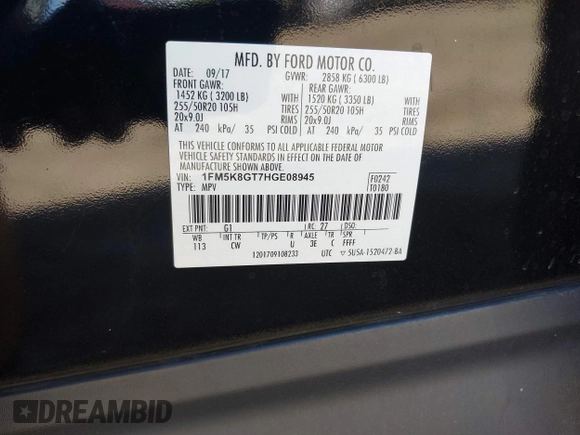 MFD. BY FORD MOTOR CO.
DATE: 09/17 GVWR: 2858 KG ( 6300 LB)
FRONT GAWR: REAR GAWR:
1452 KG ( 3200 LB) 1520 KG ( 3350 LB)
255/50R20 105H TIRES 255/50R20 105H TIRES
20x9.0J RIMS 20x9.0J RIMS
AT 240 kPa/ 35 PSI COLD AT 240 kPa/ 35 PSI COLD
THIS VEHICLE CONFORMS TO ALL APPLICABLE FEDERAL MOTOR
VEHICLE SAFETY STANDARDS IN EFFECT ON THE DATE OF
MANUFACTURE SHOWN ABOVE.
VIN: 1FM5K8GT7HGE08945 F0242
TYPE: MPV T0180
EXT PNT: G1 RC: 27 DSO:
WB INT TR TP/PS R AXLE TR SPR
113 CW U 3E C FFFF
1201709108233 UTC ▽ 5USA-1520472-BA
DREAMBID